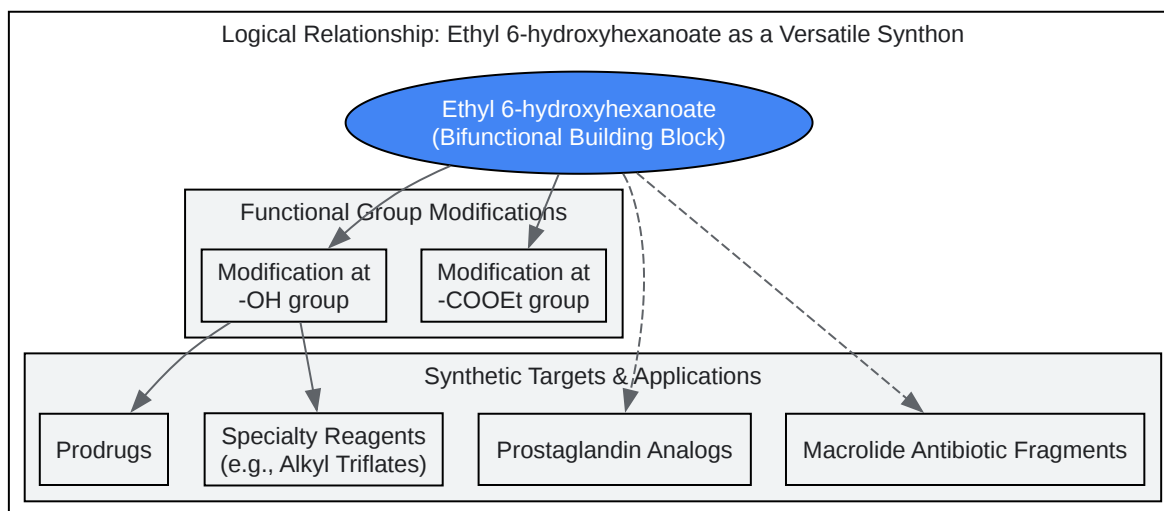 Logical Relationship: Ethyl 6-hydroxyhexanoate as a Versatile Synthon
Ethyl 6-hydroxyhexanoate
(Bifunctional Building Block)
Functional Group Modifications
Modification at
-OH group
Modification at
-COOEt group
Synthetic Targets & Applications
Prodrugs
Specialty Reagents
(e.g., Alkyl Triflates)
Prostaglandin Analogs
Macrolide Antibiotic Fragments